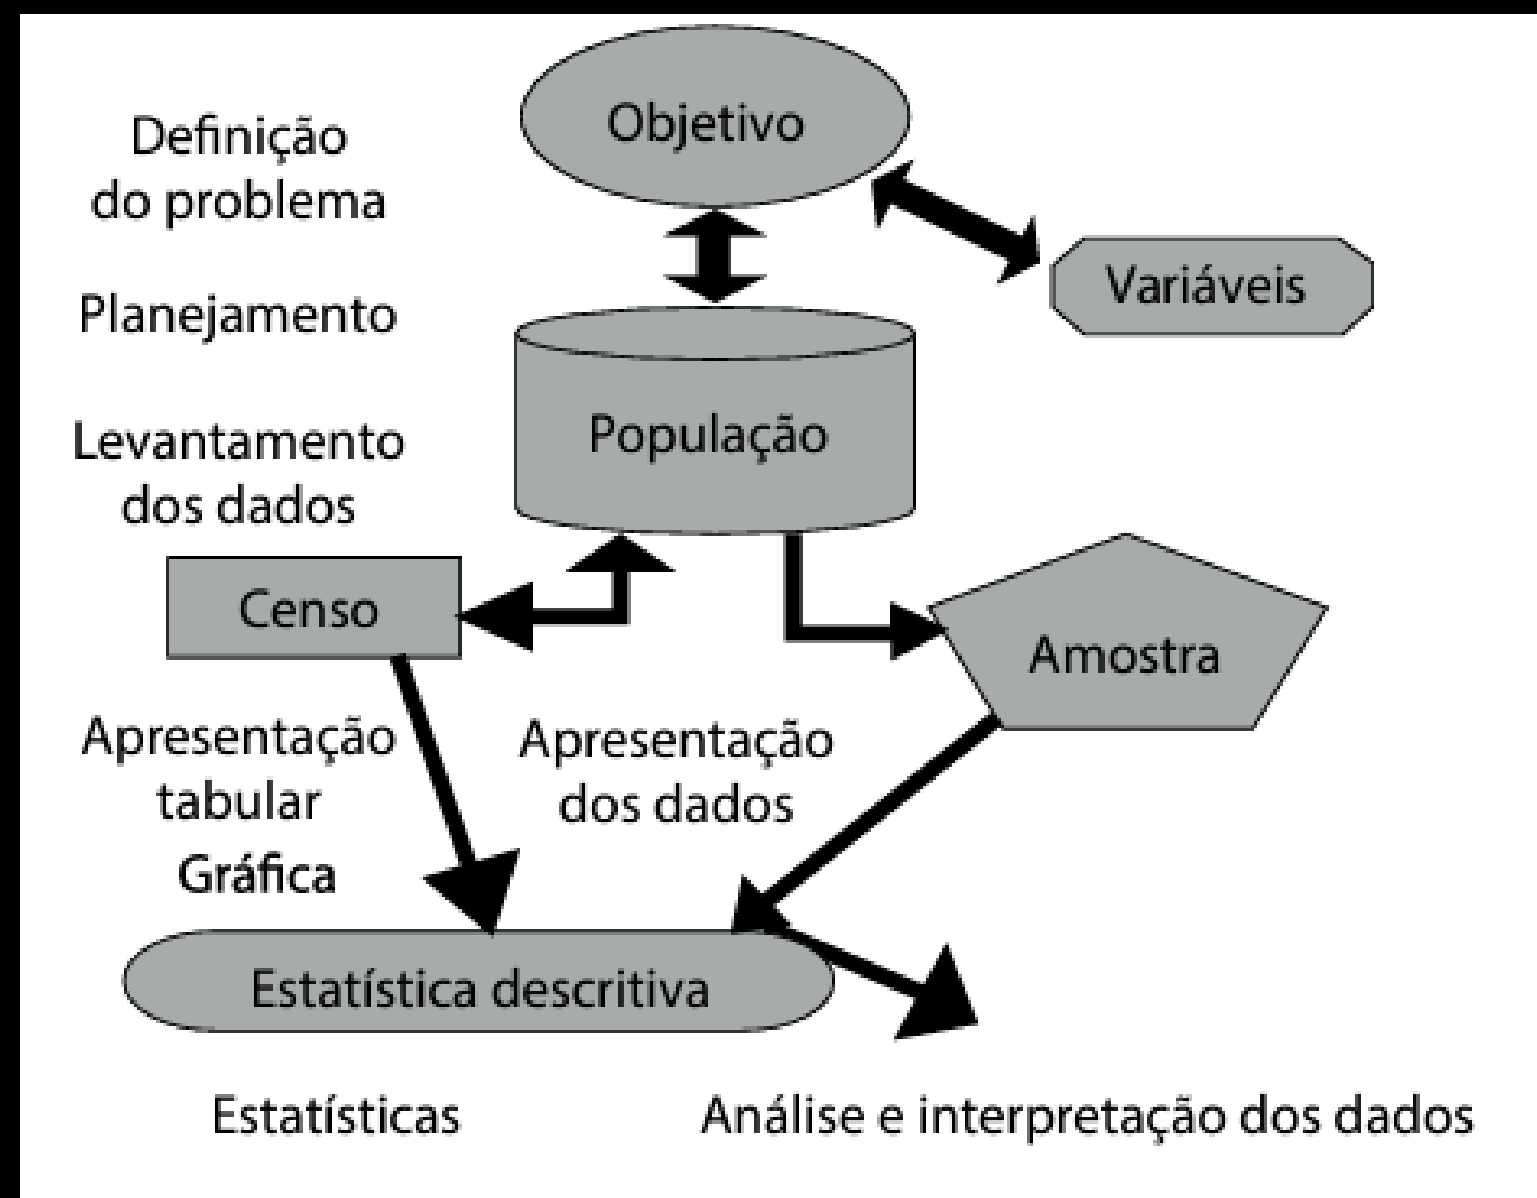 Objetivo
Definição
do problema
Variáveis
Planejamento
População
Levantamento
dos dados
Censo
Amostra
Apresentação
tabular
Gráfica
Apresentação
dos dados
Estatística descritiva
Estatísticas
Análise e interpretação dos dados